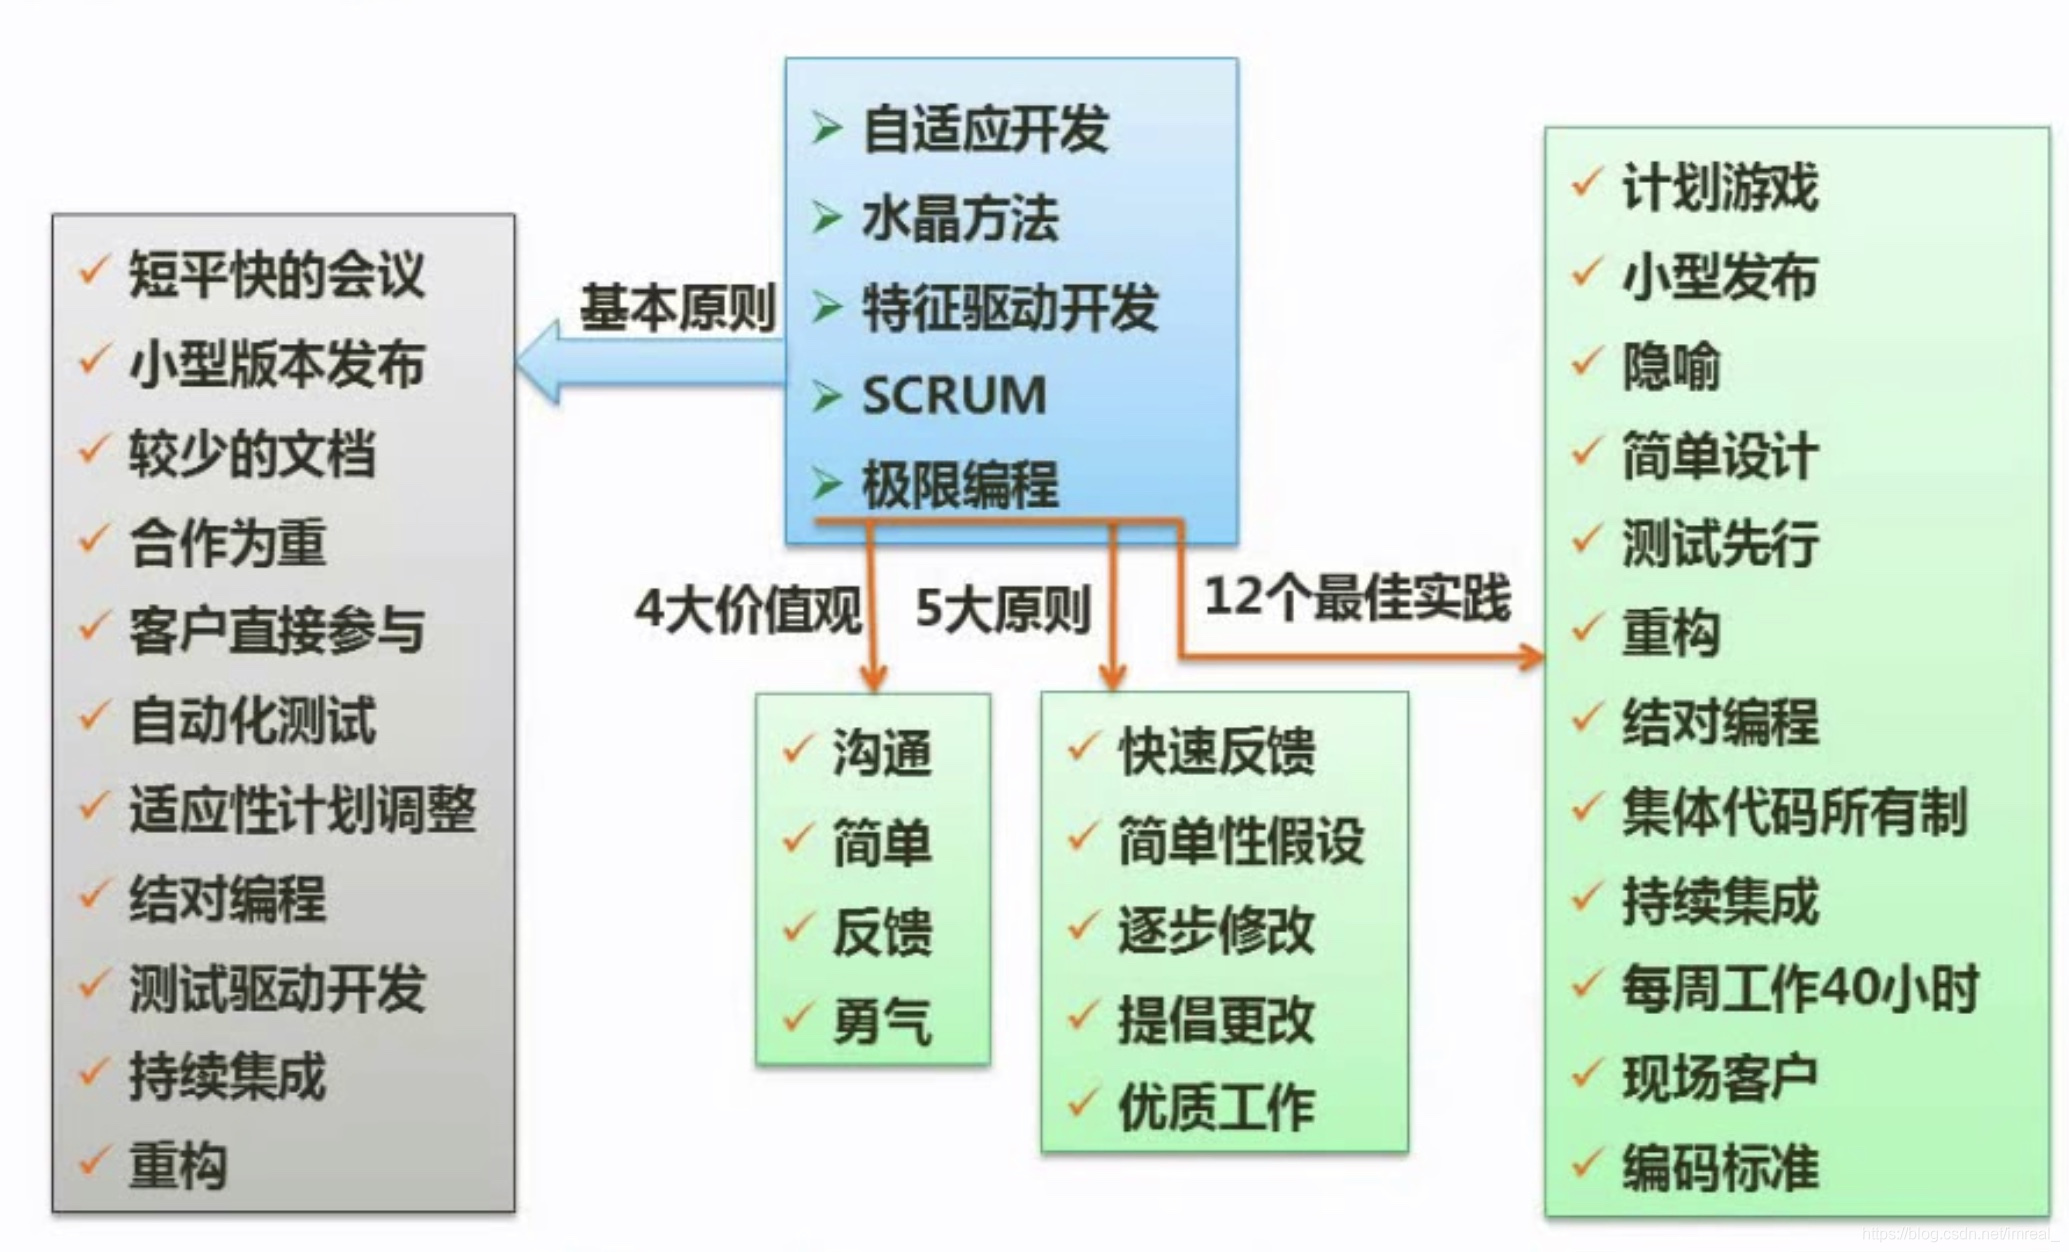 自适应开发
水晶方法
特征驱动开发
SCRUM
极限编程
基本原则
短平快的会议
小型版本发布
较少的文档
合作为重
客户直接参与
自动化测试
适应性计划调整
结对编程
测试驱动开发
持续集成
重构
4大价值观
沟通
简单
反馈
勇气
5大原则
快速反馈
简单性假设
逐步修改
提倡更改
优质工作
12个最佳实践
计划游戏
小型发布
隐喻
简单设计
测试先行
重构
结对编程
集体代码所有制
持续集成
每周工作40小时
现场客户
编码标准
https://blog.csdn.net/imreal_